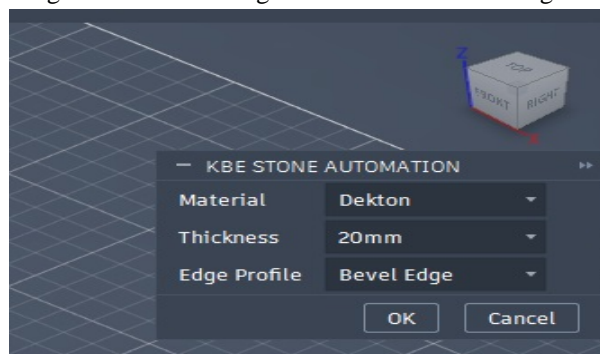 Z
TOP
FRONT
RIGHT
X
KBE STONE AUTOMATION
Material Dekton
Thickness 20mm
Edge Profile Bevel Edge
OK Cancel